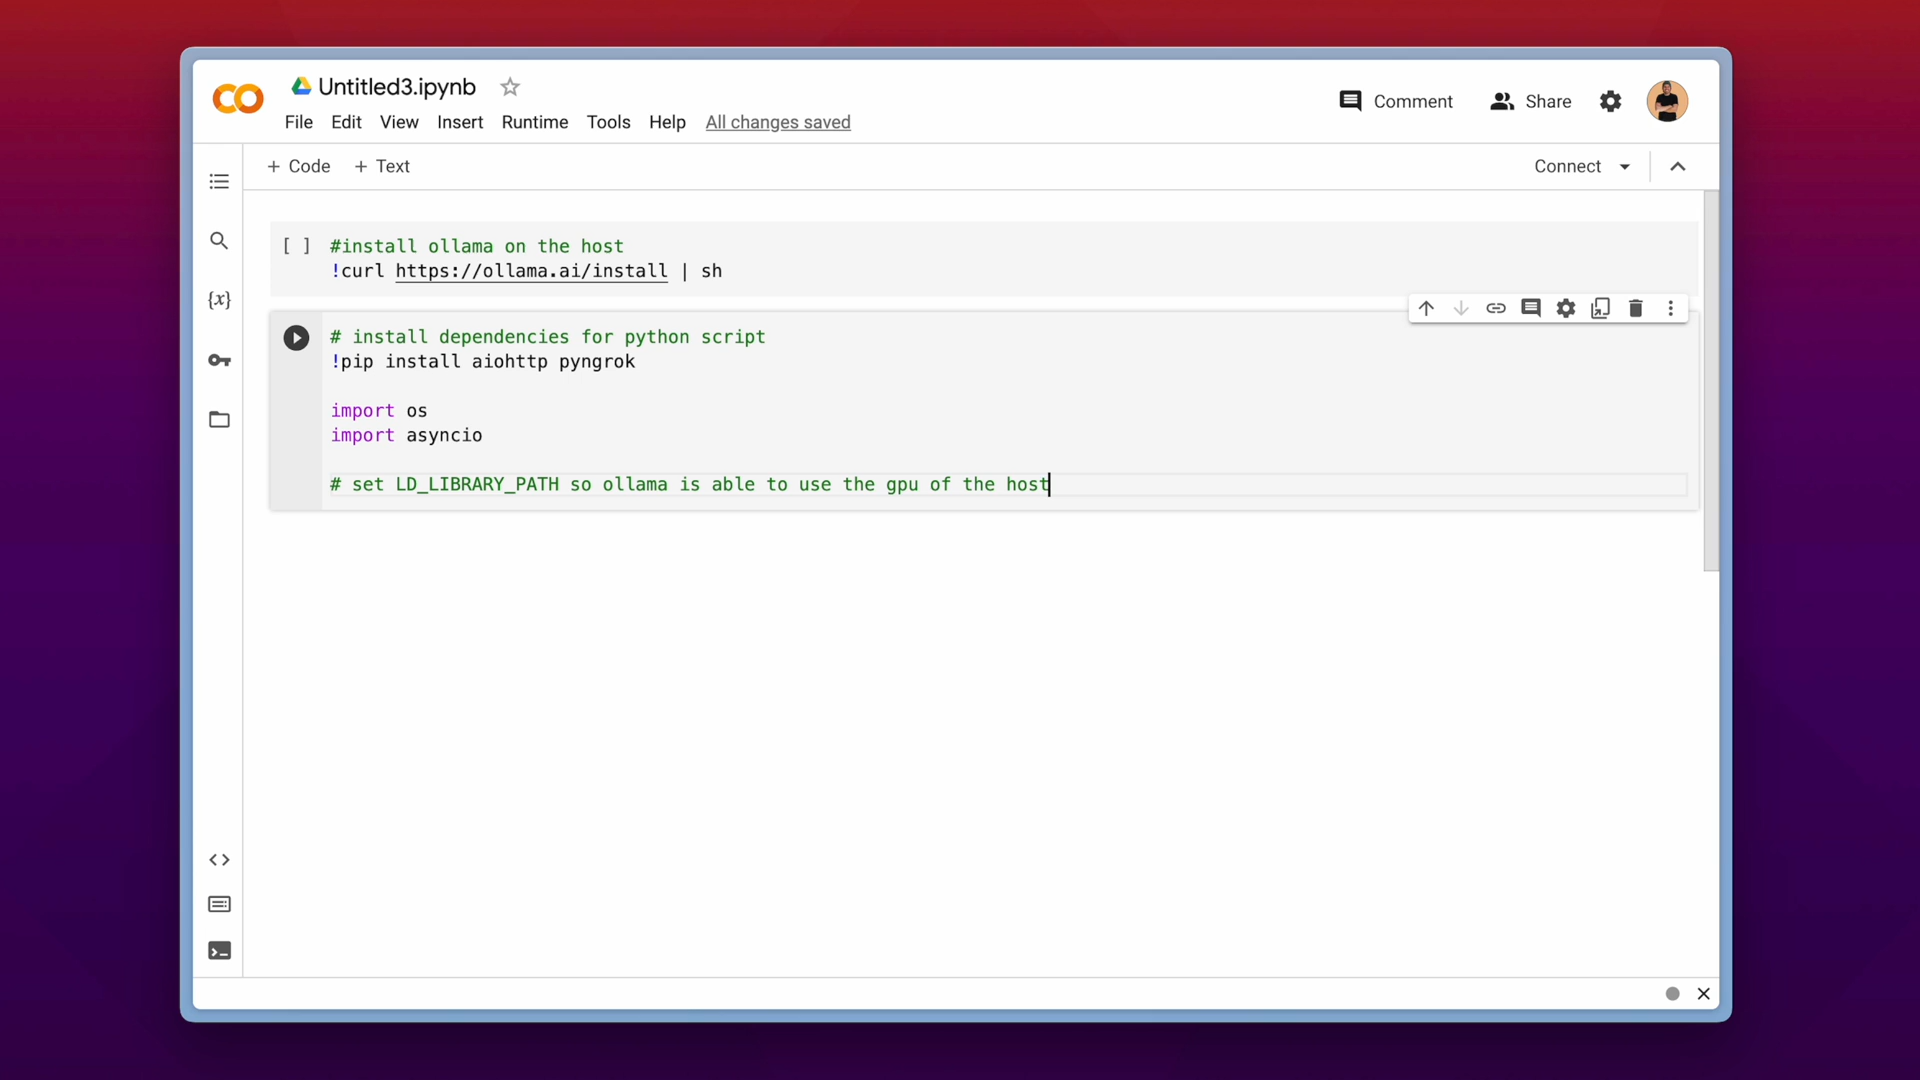 Untitled3.ipynb
File Edit View Insert Runtime Tools Help All changes saved
Comment Share
+ Code + Text
Connect
[ ] #install ollama on the host
!curl https://ollama.ai/install | sh
{x}
# install dependencies for python script
!pip install aiohttp pyngrok
import os
import asyncio
# set LD_LIBRARY_PATH so ollama is able to use the gpu of the host